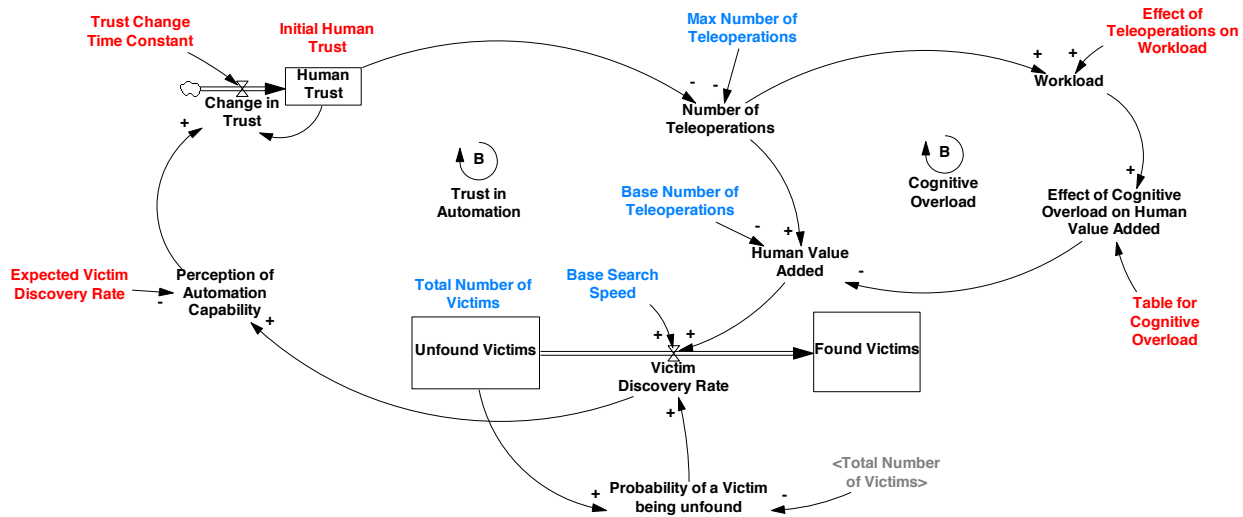 Trust Change
Time Constant
Initial Human
Trust
Max Number of
Teleoperations
Effect of
Teleoperations on
Workload
Human
Trust
Change in
Trust
+
-
-
+
+
Workload
Number of
Teleoperations
B
Trust in
Automation
B
Cognitive
Overload
+
Base Number of
Teleoperations
Effect of Cognitive
Overload on Human
Value Added
-
+
Human Value
Added
-
Expected Victim
Discovery Rate
-
Perception of
Automation
Capability
+
Total Number of
Victims
Base Search
Speed
Table for
Cognitive
Overload
Unfound Victims
+
+
Found Victims
Victim
Discovery Rate
+
<Total Number
of Victims>
+
Probability of a Victim
being unfound
-